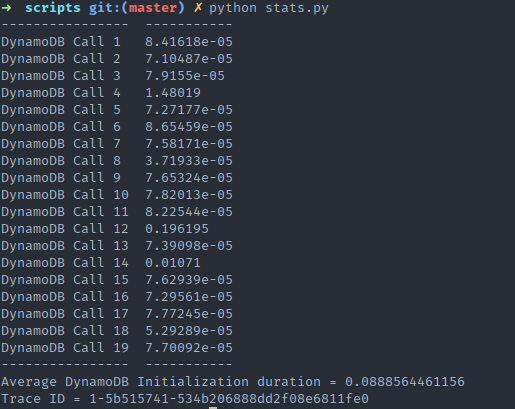 ➜ scripts git:(master) ✗ python stats.py
---------------- -----------
DynamoDB Call 1 8.41618e-05
DynamoDB Call 2 7.10487e-05
DynamoDB Call 3 7.9155e-05
DynamoDB Call 4 1.48019
DynamoDB Call 5 7.27177e-05
DynamoDB Call 6 8.65459e-05
DynamoDB Call 7 7.58171e-05
DynamoDB Call 8 3.71933e-05
DynamoDB Call 9 7.65324e-05
DynamoDB Call 10 7.82013e-05
DynamoDB Call 11 8.22544e-05
DynamoDB Call 12 0.196195
DynamoDB Call 13 7.39098e-05
DynamoDB Call 14 0.01071
DynamoDB Call 15 7.62939e-05
DynamoDB Call 16 7.29561e-05
DynamoDB Call 17 7.77245e-05
DynamoDB Call 18 5.29289e-05
DynamoDB Call 19 7.70092e-05
---------------- -----------
Average DynamoDB Initialization duration = 0.0888564461156
Trace ID = 1-5b515741-534b206888dd2f08e6811fe0